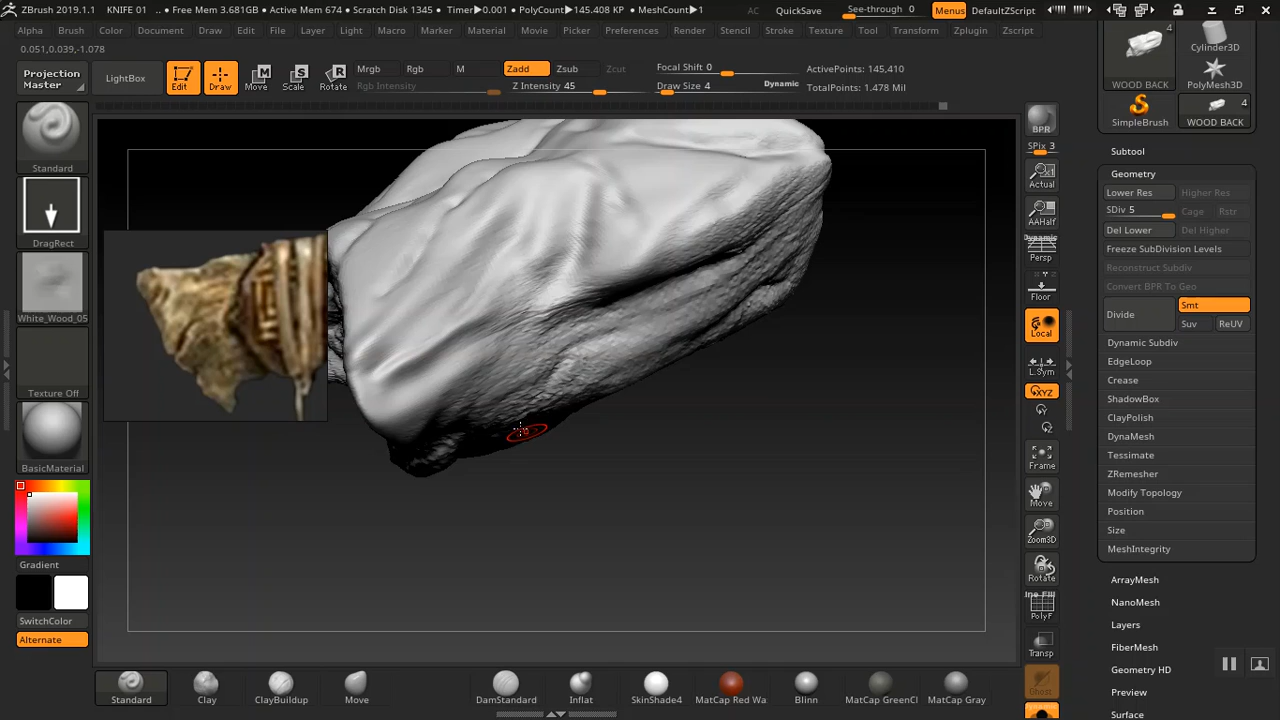 ZBrush 2019.1.1 KNIFE 01 .. • Free Mem 3.681GB • Active Mem 674 • Scratch Disk 1345 • Timer▶0.001 • PolyCount▶145.408 KP • MeshCount▶1 AC QuickSave See-through 0 Menus DefaultZScript
Alpha Brush Color Document Draw Edit File Layer Light Macro Marker Material Movie Picker Preferences Render Stencil Stroke Texture Tool Transform Zplugin Zscript
0.051,0.039,-1.078
Projection Master
LightBox
Edit
Draw
Move
Scale
Rotate
Mrgb Rgb M Zadd Zsub Zcut
Rgb Intensity Z Intensity 45
Focal Shift 0
Draw Size 4 Dynamic
ActivePoints: 145,410
TotalPoints: 1.478 Mil
Standard
DragRect
White_Wood_05
Texture Off
BasicMaterial
Gradient
SwitchColor
Alternate
BPR
SPix 3
Actual
AAHalf
Dynamic
Persp
Floor
Local
L.Sym
XYZ
Frame
Move
Zoom3D
Rotate
Line Fill
PolyF
Transp
Ghost
4
WOOD BACK
Cylinder3D
PolyMesh3D
SimpleBrush
4
WOOD BACK
Subtool
Geometry
Lower Res Higher Res
SDiv 5 Cage Rstr
Del Lower Del Higher
Freeze SubDivision Levels
Reconstruct Subdiv
Convert BPR To Geo
Divide Smt
Suv ReUV
Dynamic Subdiv
EdgeLoop
Crease
ShadowBox
ClayPolish
DynaMesh
Tessimate
ZRemesher
Modify Topology
Position
Size
MeshIntegrity
ArrayMesh
NanoMesh
Layers
FiberMesh
Geometry HD
Preview
Surface
Standard Clay ClayBuildup Move DamStandard Inflat SkinShade4 MatCap Red Wa Blinn MatCap GreenCl MatCap Gray